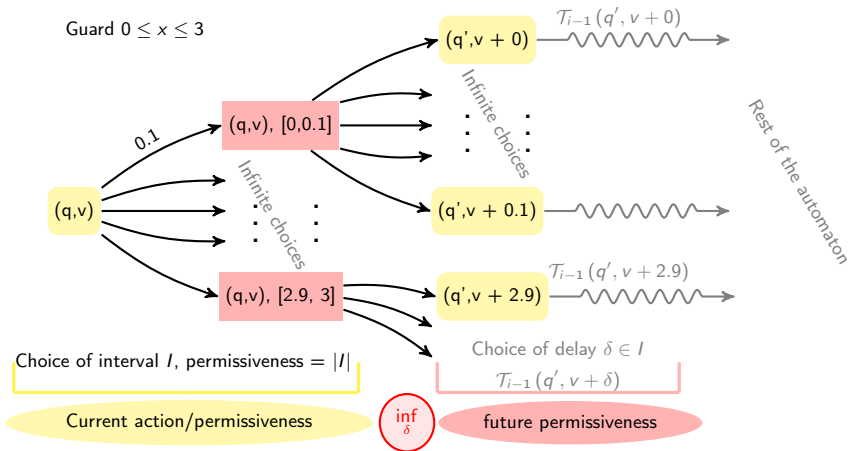 Guard 0 ≤ x ≤ 3
(q',v + 0)
𝒯ᵢ₋₁(q', v + 0)
0.1
(q,v), [0,0.1]
Infinite choices
Rest of the automaton
(q,v)
Infinite choices
(q',v + 0.1)
(q,v), [2.9, 3]
(q',v + 2.9)
𝒯ᵢ₋₁(q', v + 2.9)
Choice of interval I, permissiveness = |I|
Choice of delay δ ∈ I
𝒯ᵢ₋₁(q', v + δ)
Current action/permissiveness
inf
δ
future permissiveness